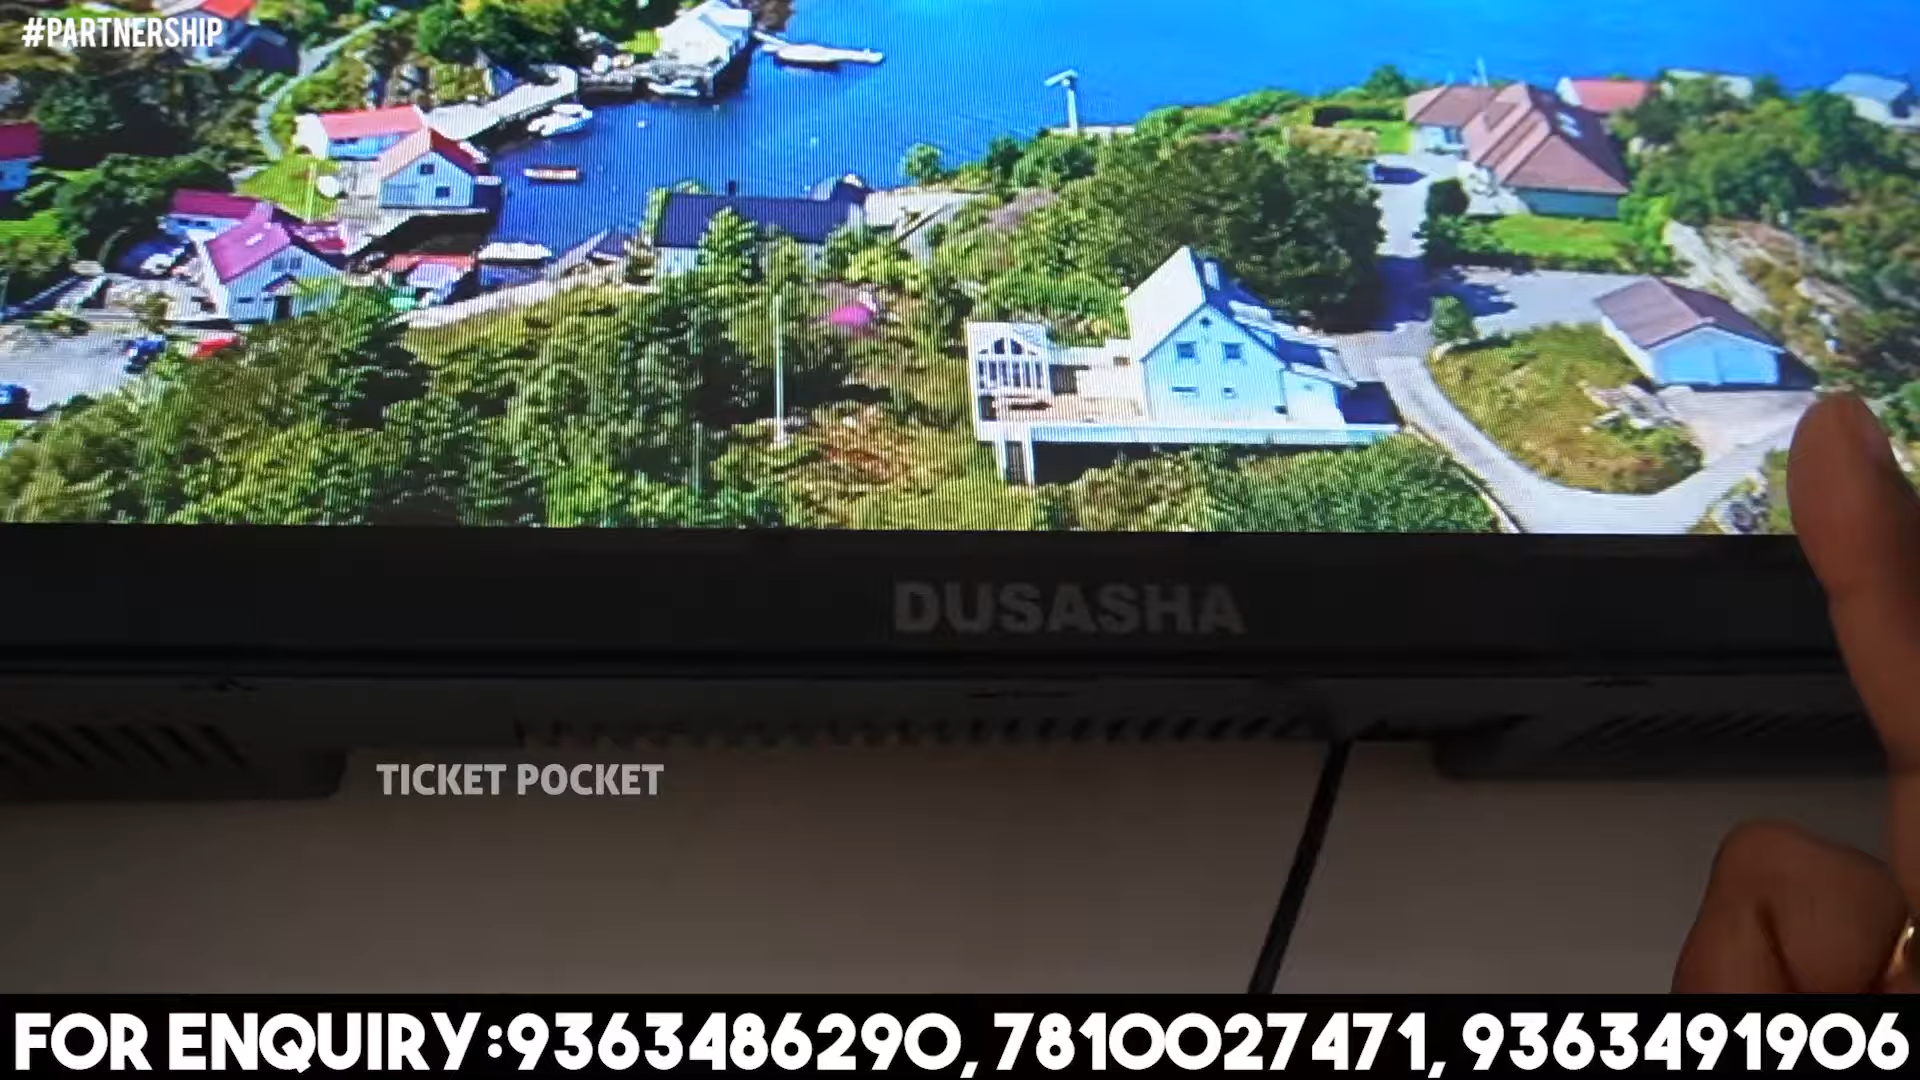 #PARTNERSHIP
DUSASHA
TICKET POCKET
FOR ENQUIRY:9363486290, 7810027471, 9363491906